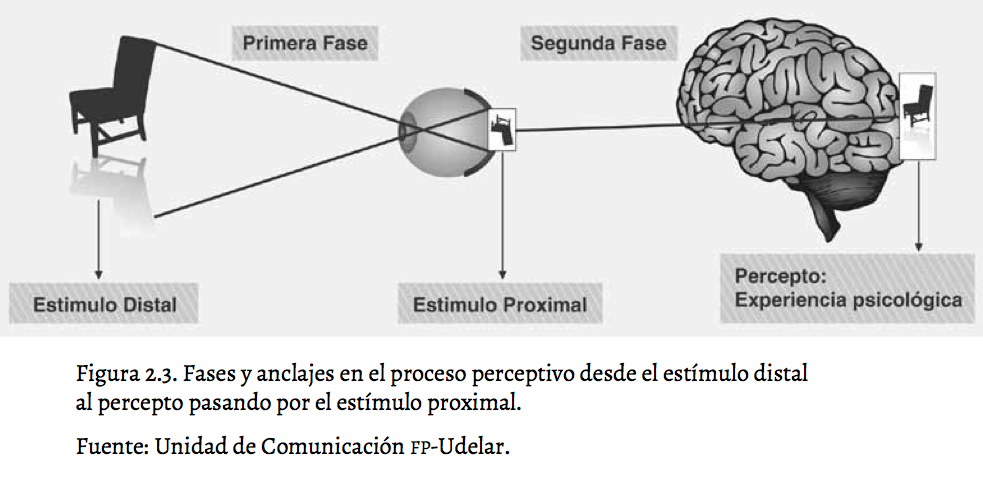 Primera Fase
Segunda Fase
Estimulo Distal
Estimulo Proximal
Percepto:
Experiencia psicológica
Figura 2.3. Fases y anclajes en el proceso perceptivo desde el estímulo distal
al percepto pasando por el estímulo proximal.
Fuente: Unidad de Comunicación FP-Udelar.